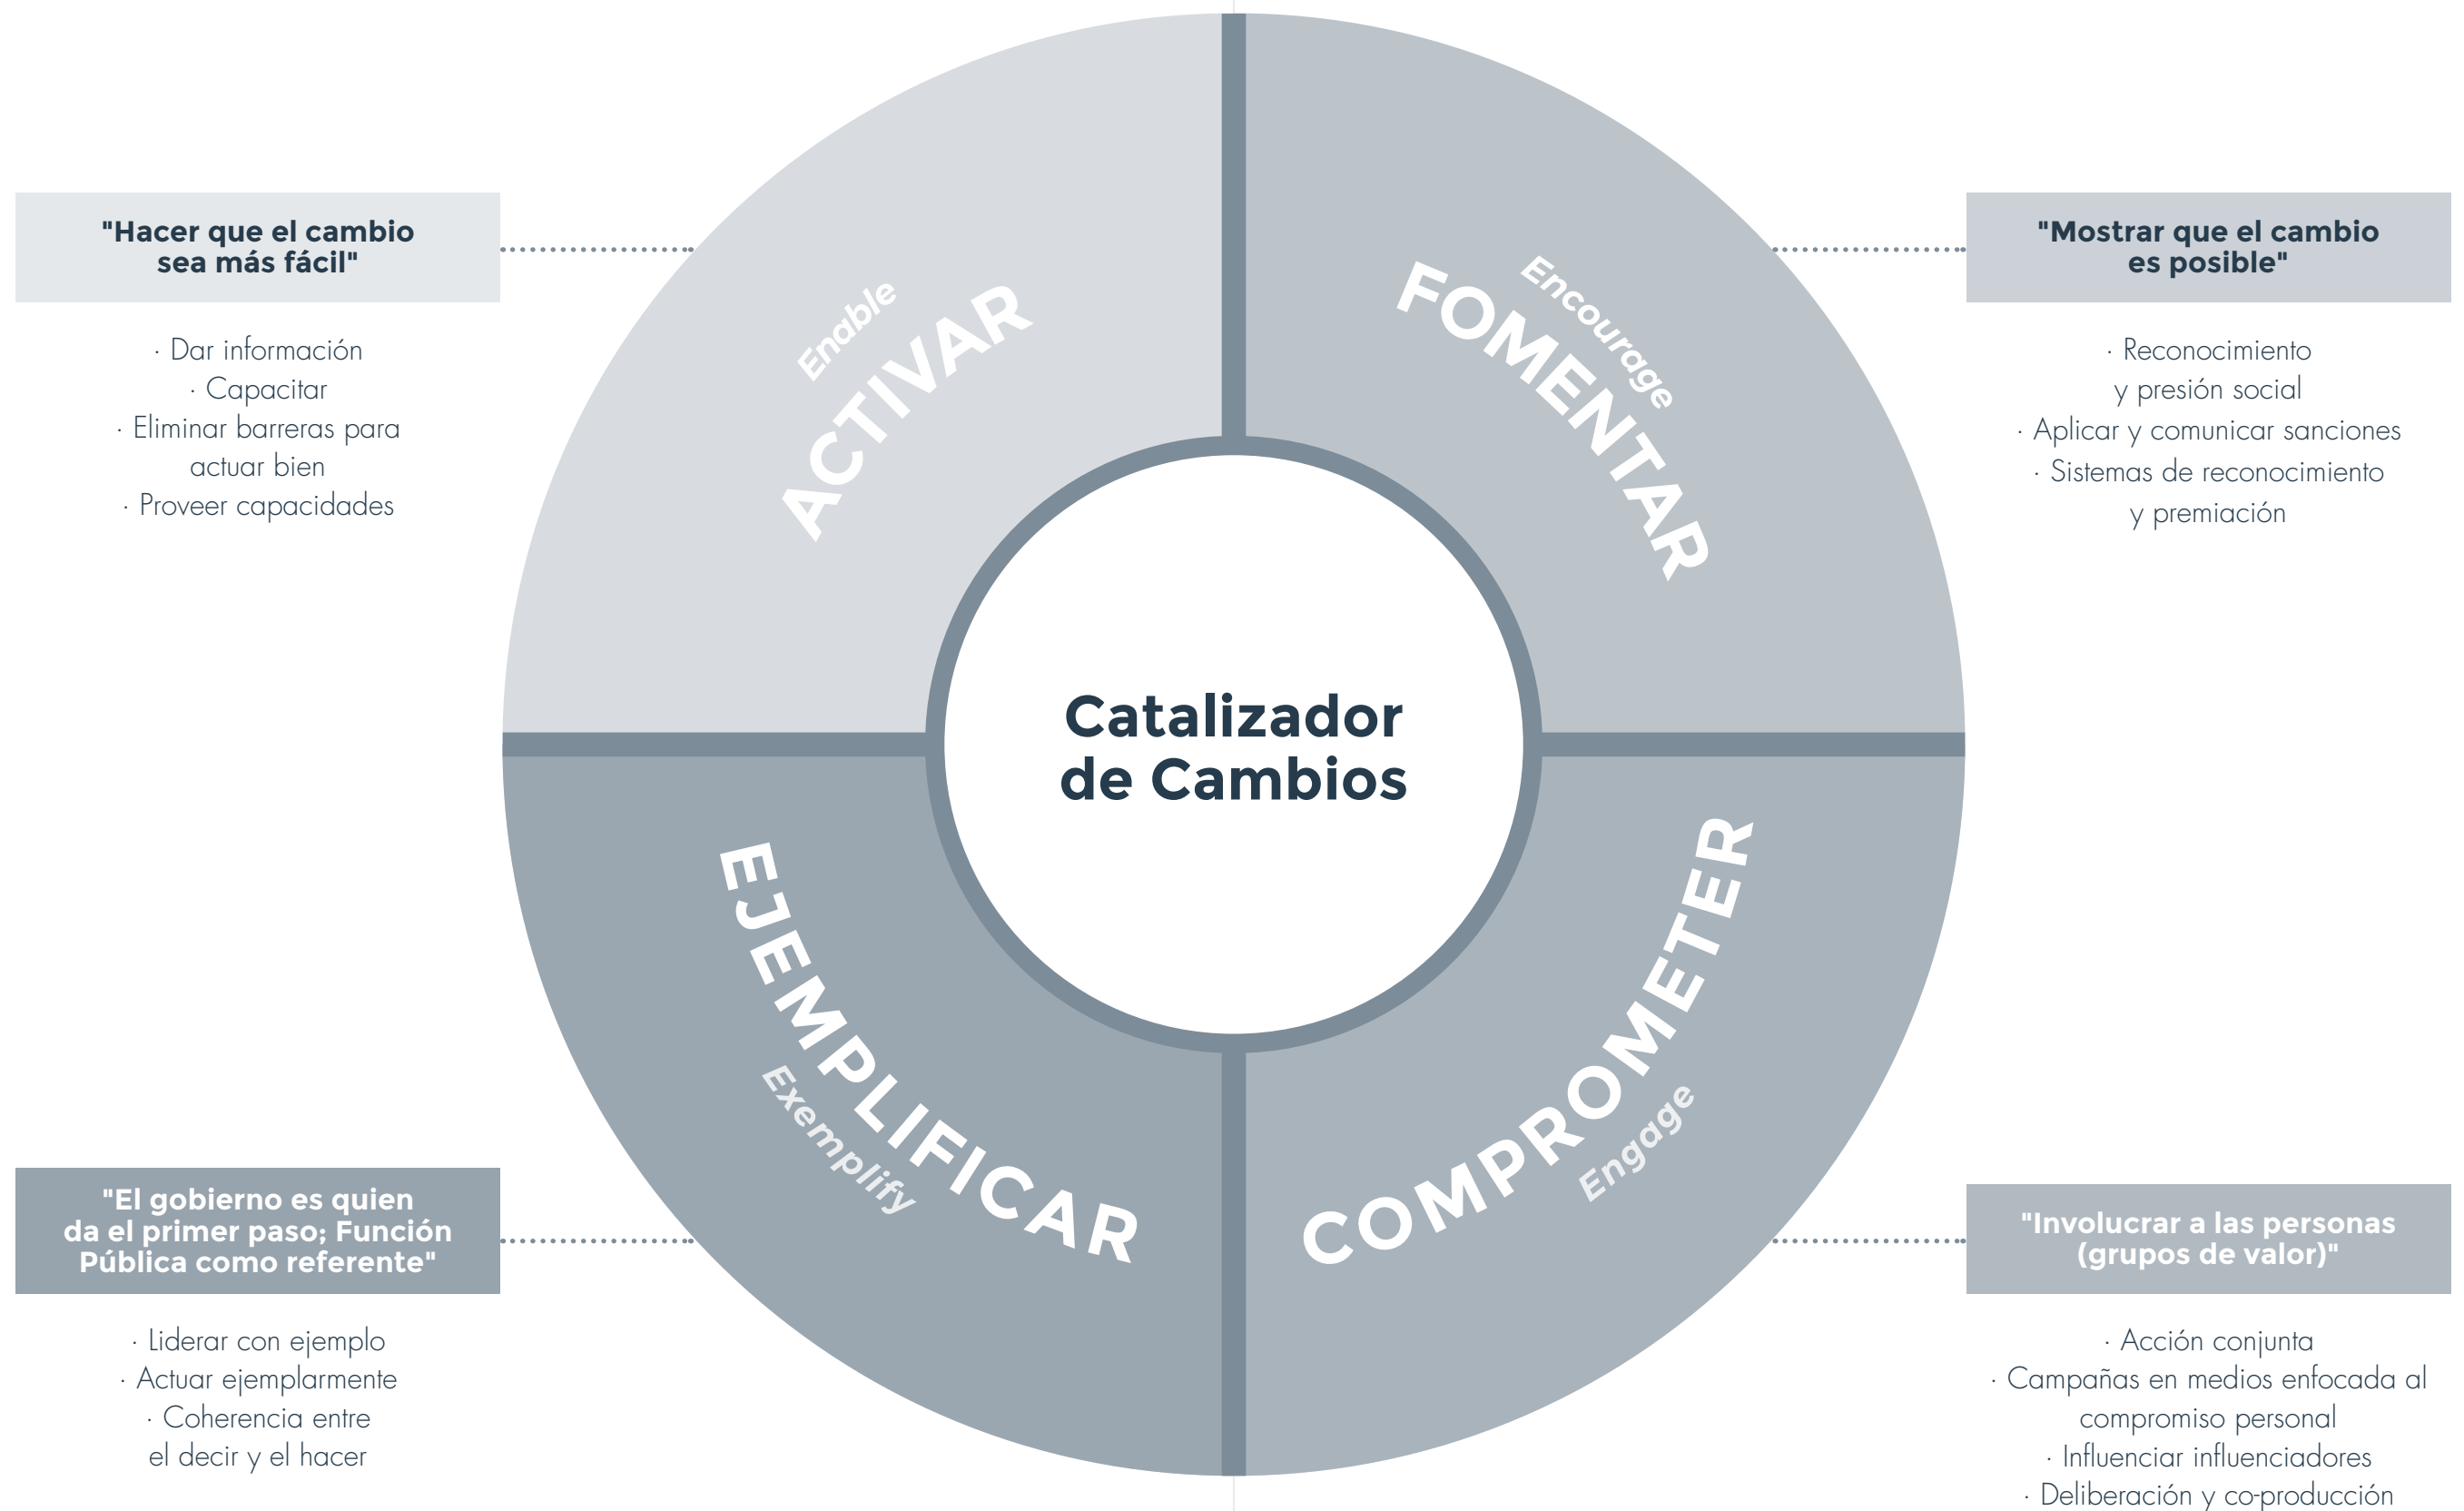 "Hacer que el cambio
sea más fácil"
· Dar información
· Capacitar
· Eliminar barreras para
actuar bien
· Proveer capacidades
Enable
ACTIVAR
Encourage
FOMENTAR
"Mostrar que el cambio
es posible"
· Reconocimiento
y presión social
· Aplicar y comunicar sanciones
· Sistemas de reconocimiento
y premiación
Catalizador
de Cambios
"El gobierno es quien
da el primer paso; Función
Pública como referente"
· Liderar con ejemplo
· Actuar ejemplarmente
· Coherencia entre
el decir y el hacer
EJEMPLIFICAR
Exemplify
COMPROMETER
Engage
"Involucrar a las personas
(grupos de valor)"
· Acción conjunta
· Campañas en medios enfocada al
compromiso personal
· Influenciar influenciadores
· Deliberación y co-producción